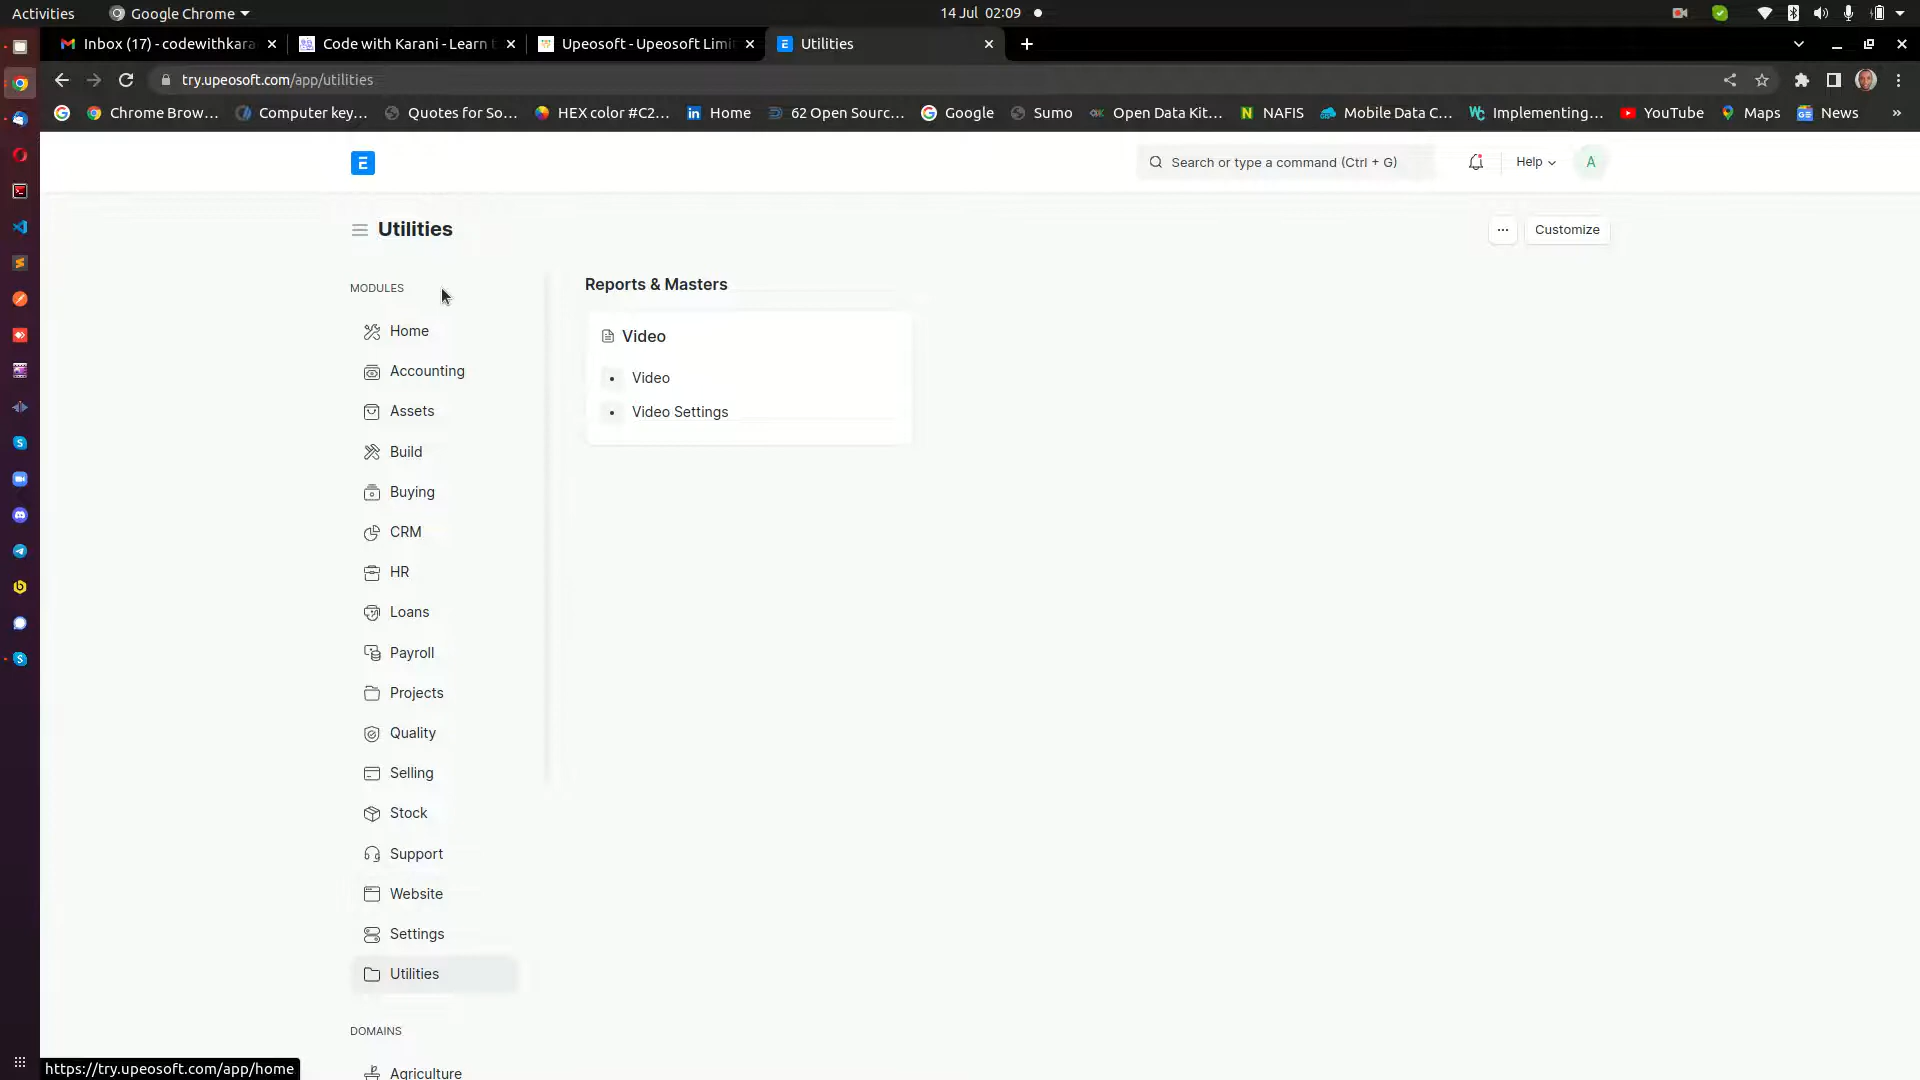 Activities
Google Chrome
14 Jul 02:09
Inbox (17) - codewithkara
Code with Karani - Learn t
Upeosoft - Upeosoft Limi
Utilities
try.upeosoft.com/app/utilities
Chrome Brow...
Computer key...
Quotes for So...
HEX color #C2...
Home
62 Open Sourc...
Google
Sumo
Open Data Kit...
NAFIS
Mobile Data C...
Implementing...
YouTube
Maps
News
»
E
Search or type a command (Ctrl + G)
Help
A
Utilities
...
Customize
MODULES
Home
Accounting
Assets
Build
Buying
CRM
HR
Loans
Payroll
Projects
Quality
Selling
Stock
Support
Website
Settings
Utilities
DOMAINS
Agriculture
Reports & Masters
Video
Video
Video Settings
https://try.upeosoft.com/app/home